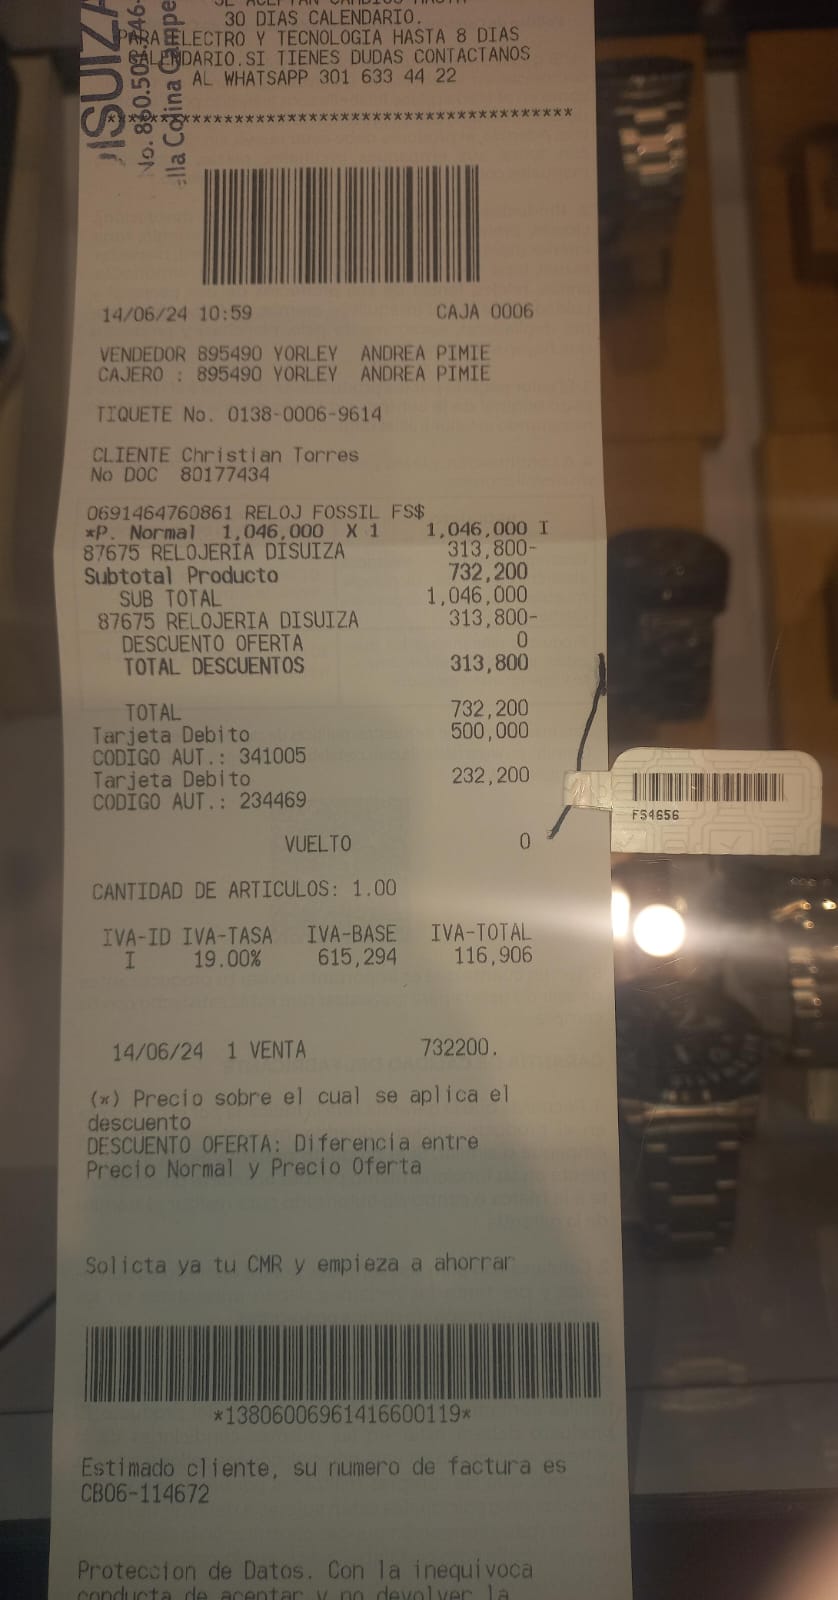 30 DIAS CALENDARIO.
PARA ELECTRO Y TECNOLOGIA HASTA 8 DIAS
CALENDARIO.SI TIENES DUDAS CONTACTANOS
AL WHATSAPP 301 633 44 22
*******************************************
14/06/24 10:59 CAJA 0006
VENDEDOR 895490 YORLEY ANDREA PIMIE
CAJERO : 895490 YORLEY ANDREA PIMIE
TIQUETE No. 0138-0006-9614
CLIENTE Christian Torres
No DOC 80177434
0691464760861 RELOJ FOSSIL FS$
*P. Normal 1,046,000 X 1 1,046,000 I
87675 RELOJERIA DISUIZA 313,800-
Subtotal Producto 732,200
SUB TOTAL 1,046,000
87675 RELOJERIA DISUIZA 313,800-
DESCUENTO OFERTA 0
TOTAL DESCUENTOS 313,800
TOTAL 732,200
Tarjeta Debito 500,000
CODIGO AUT.: 341005
Tarjeta Debito 232,200
CODIGO AUT.: 234469
VUELTO 0
CANTIDAD DE ARTICULOS: 1.00
IVA-ID IVA-TASA IVA-BASE IVA-TOTAL
I 19.00% 615,294 116,906
14/06/24 1 VENTA 732200.
(*) Precio sobre el cual se aplica el
descuento
DESCUENTO OFERTA: Diferencia entre
Precio Normal y Precio Oferta
Solicta ya tu CMR y empieza a ahorrar
*13806006961416600119*
Estimado cliente, su numero de factura es
CB06-114672
Proteccion de Datos. Con la inequivoca
conducta de aceptar y no devolver la
FS4656